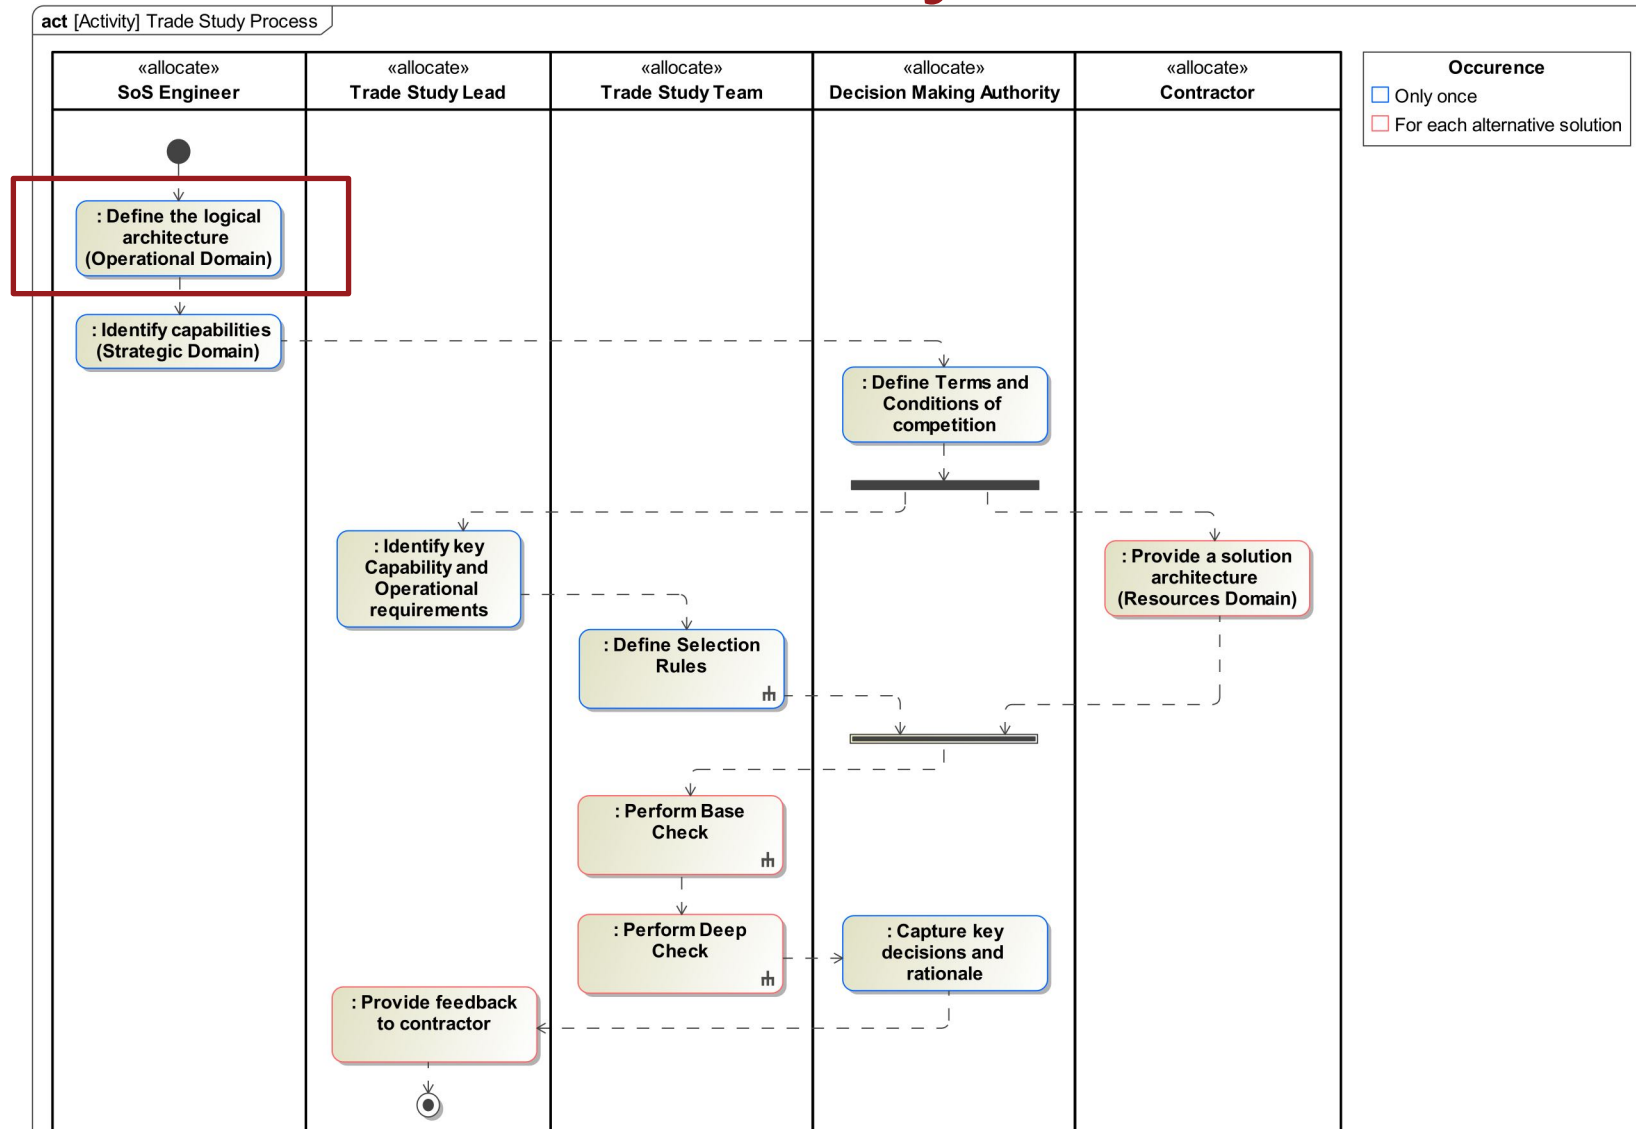 act [Activity] Trade Study Process
«allocate»
SoS Engineer
«allocate»
Trade Study Lead
«allocate»
Trade Study Team
«allocate»
Decision Making Authority
«allocate»
Contractor
Occurence
Only once
For each alternative solution
: Define the logical
architecture
(Operational Domain)
: Identify capabilities
(Strategic Domain)
: Define Terms and
Conditions of
competition
: Identify key
Capability and
Operational
requirements
: Provide a solution
architecture
(Resources Domain)
: Define Selection
Rules
: Perform Base
Check
: Perform Deep
Check
: Capture key
decisions and
rationale
: Provide feedback
to contractor